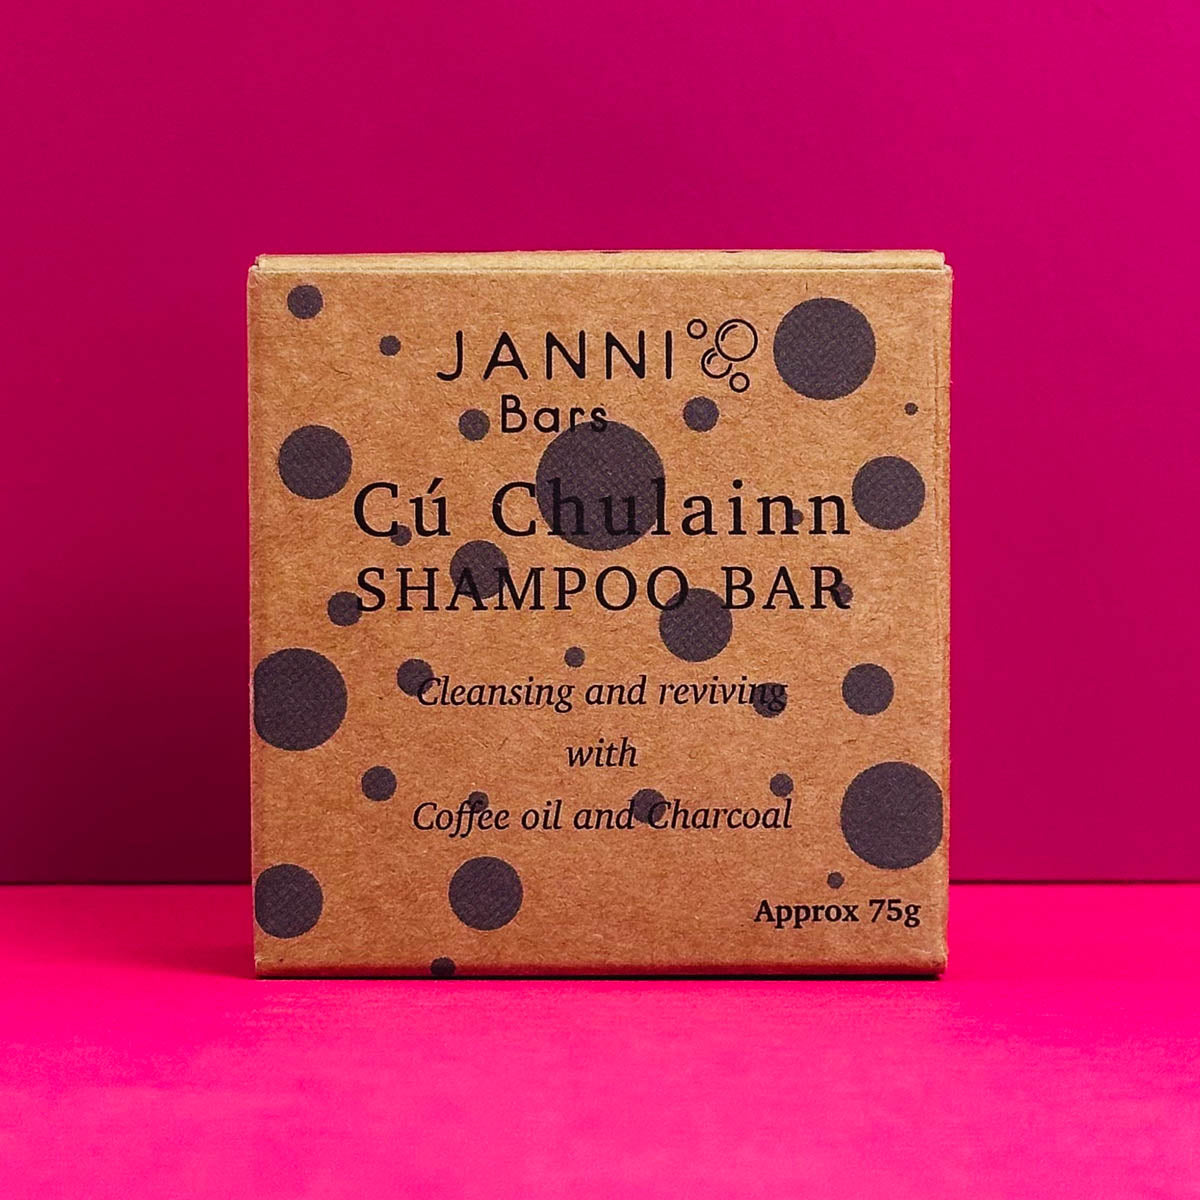 JANNI
Bars
Cú Chulainn
SHAMPOO BAR
Cleansing and reviving
with
Coffee oil and Charcoal
Approx 75g